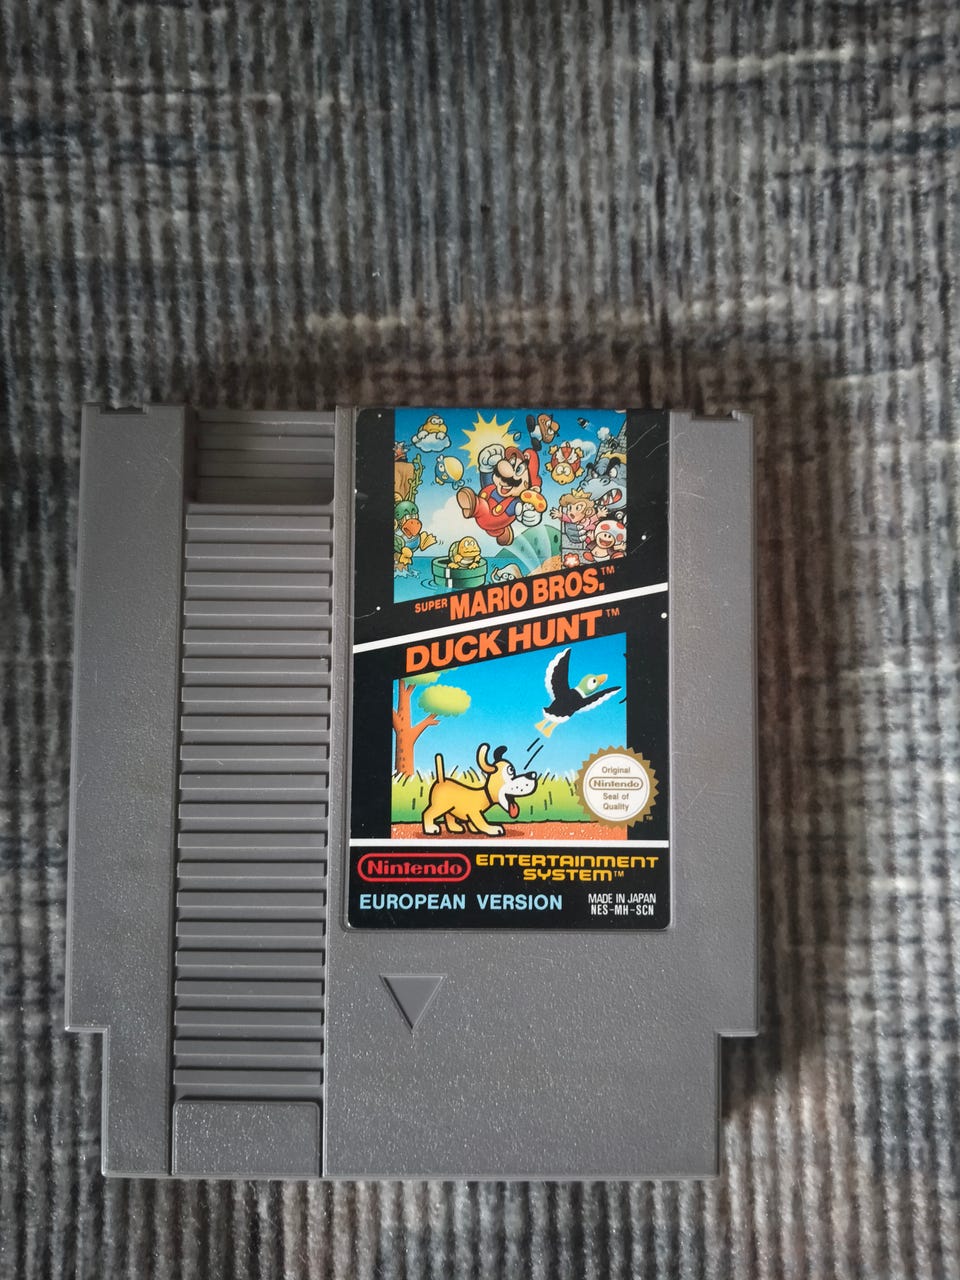 SUPER MARIO BROS.™
DUCK HUNT™
Original
Nintendo
Seal of
Quality
™
Nintendo ENTERTAINMENT
SYSTEM™
EUROPEAN VERSION
MADE IN JAPAN
NES-MH-SCN